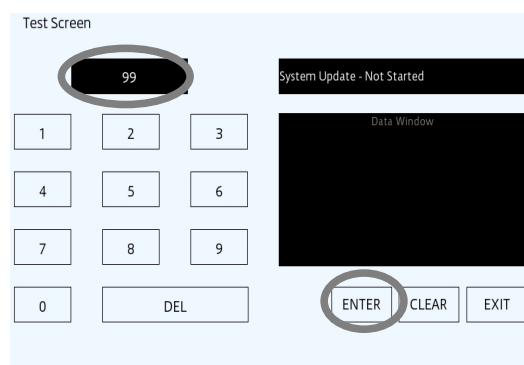 Test Screen
99
System Update - Not Started
Data Window
1 2 3
4 5 6
7 8 9
0 DEL
ENTER CLEAR EXIT